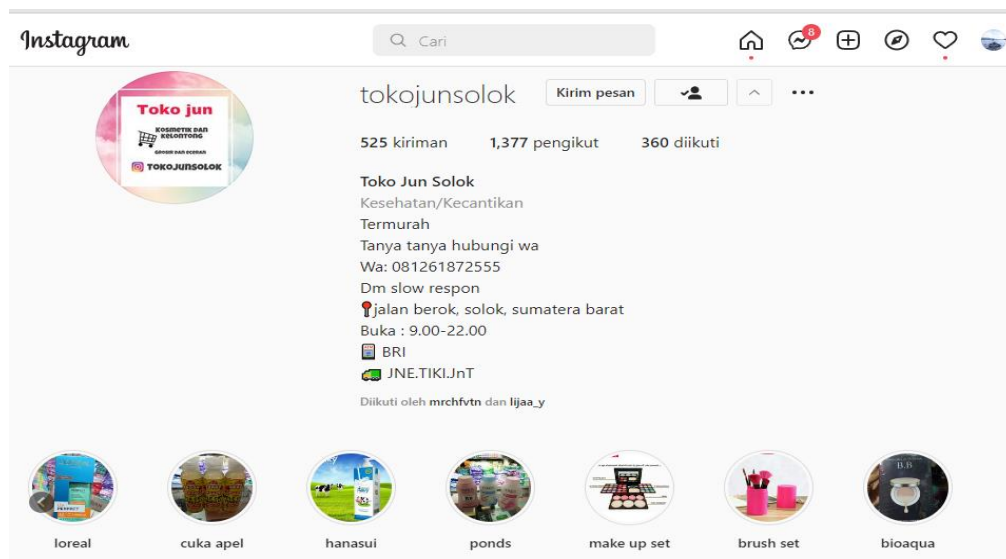 Instagram
Cari
8
Toko jun
KOSMETIK DAN
KELONTONG
GROSIR DAN ECERAN
TOKOJUNSOLOK
tokojunsolok
Kirim pesan
525 kiriman 1,377 pengikut 360 diikuti
Toko Jun Solok
Kesehatan/Kecantikan
Termurah
Tanya tanya hubungi wa
Wa: 081261872555
Dm slow respon
jalan berok, solok, sumatera barat
Buka : 9.00-22.00
BRI
JNE.TIKI.JnT
Diikuti oleh mrchfvtn dan lijaa_y
B.B
loreal cuka apel hanasui ponds make up set brush set bioaqua